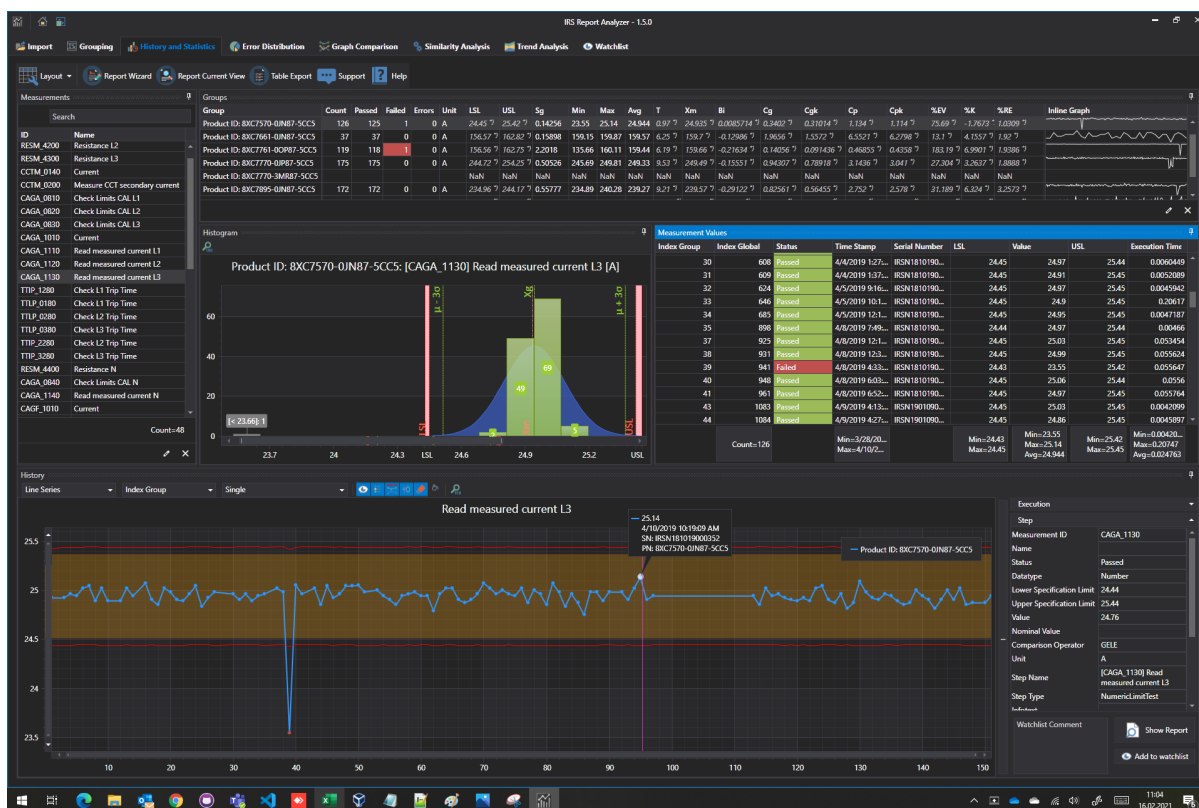 IRS Report Analyzer - 1.5.0
Import Grouping History and Statistics Error Distribution Graph Comparison Similarity Analysis Trend Analysis Watchlist
Layout Report Wizard Report Current View Table Export Support Help
Measurements
Search
ID Name
RESM_4200 Resistance L2
RESM_4300 Resistance L3
CCTM_0140 Current
CCTM_0200 Measure CCT secondary current
CAGA_0810 Check Limits CAL L1
CAGA_0820 Check Limits CAL L2
CAGA_0830 Check Limits CAL L3
CAGA_1010 Current
CAGA_1110 Read measured current L1
CAGA_1120 Read measured current L2
CAGA_1130 Read measured current L3
TTIP_1280 Check L1 Trip Time
TTLP_0180 Check L1 Trip Time
TTLP_0280 Check L2 Trip Time
TTLP_0380 Check L3 Trip Time
TTIP_2280 Check L2 Trip Time
TTIP_3280 Check L3 Trip Time
RESM_4400 Resistance N
CAGA_0840 Check Limits CAL N
CAGA_1140 Read measured current N
CAGF_1010 Current
Count=48
Groups
Group Count Passed Failed Errors Unit LSL USL Sg Min Max Avg T Xm Bi Cg Cgk Cp Cpk %EV %K %RE Inline Graph
Product ID: 8XC7570-0JN87-5CC5 126 125 1 0 A 24.45 *) 25.42 *) 0.14256 23.55 25.14 24.944 0.97 *) 24.935 *) 0.0085714 *) 0.3402 *) 0.31014 *) 1.134 *) 1.114 *) 75.69 *) -1.7673 *) 1.0309 *)
Product ID: 8XC7661-0JN87-5CC5 37 37 0 0 A 156.57 *) 162.82 *) 0.15898 159.15 159.87 159.57 6.25 *) 159.7 *) -0.12986 *) 1.9656 *) 1.5572 *) 6.5521 *) 6.2798 *) 13.1 *) 4.1557 *) 1.92 *)
Product ID: 8XC7761-0OP87-5CC5 119 118 1 0 A 156.56 *) 162.75 *) 2.2018 135.66 160.11 159.44 6.19 *) 159.66 *) -0.21634 *) 0.14056 *) 0.091436 *) 0.46855 *) 0.4358 *) 183.19 *) 6.9901 *) 1.9386 *)
Product ID: 8XC7770-0JP87-5CC5 175 175 0 0 A 244.72 *) 254.25 *) 0.50526 245.69 249.81 249.33 9.53 *) 249.49 *) -0.15551 *) 0.94307 *) 0.78918 *) 3.1436 *) 3.041 *) 27.304 *) 3.2637 *) 1.8888 *)
Product ID: 8XC7770-3MR87-5CC5 NaN NaN NaN NaN NaN NaN NaN NaN NaN NaN NaN NaN NaN NaN NaN NaN
Product ID: 8XC7895-0JN87-5CC5 172 172 0 0 A 234.96 *) 244.17 *) 0.55777 234.89 240.28 239.27 9.21 *) 239.57 *) -0.29122 *) 0.82561 *) 0.56455 *) 2.752 *) 2.578 *) 31.189 *) 6.324 *) 3.2573 *)
Histogram
Product ID: 8XC7570-0JN87-5CC5: [CAGA_1130] Read measured current L3 [A]
μ - 3σ Xg μ + 3σ
60
40
20
0
49 69
5 5
[< 23.66]: 1
LSL USL
23.7 24 24.3 LSL 24.6 24.9 25.2 USL
Measurement Values
Index Group Index Global Status Time Stamp Serial Number LSL Value USL Execution Time
30 608 Passed 4/4/2019 1:27:... IRSN1810190... 24.45 24.97 25.44 0.0060449
31 609 Passed 4/4/2019 1:37:... IRSN1810190... 24.45 24.91 25.45 0.0052089
32 624 Passed 4/5/2019 9:16:... IRSN1810190... 24.45 24.97 25.45 0.0045942
33 646 Passed 4/5/2019 10:1... IRSN1810190... 24.45 24.9 25.45 0.20617
34 685 Passed 4/5/2019 12:1... IRSN1810190... 24.45 24.95 25.45 0.0047187
35 898 Passed 4/8/2019 7:49:... IRSN1810190... 24.44 24.97 25.44 0.00466
37 925 Passed 4/8/2019 12:1... IRSN1810190... 24.45 25.03 25.45 0.053454
38 931 Passed 4/8/2019 12:3... IRSN1810190... 24.45 24.99 25.45 0.055624
39 941 Failed 4/8/2019 4:33:... IRSN1810190... 24.43 23.55 25.42 0.055647
40 948 Passed 4/8/2019 6:03:... IRSN1810190... 24.45 25.06 25.44 0.0556
41 961 Passed 4/8/2019 6:52:... IRSN1810190... 24.45 24.97 25.45 0.055764
43 1083 Passed 4/9/2019 4:13:... IRSN1901090... 24.45 25.03 25.45 0.0042099
44 1084 Passed 4/9/2019 4:27:... IRSN1901090... 24.45 24.86 25.45 0.0045897
Count=126
Min=3/28/20...
Max=4/10/2...
Min=24.43
Max=24.45
Min=23.55
Max=25.14
Avg=24.944
Min=25.42
Max=25.45
Min=0.00420...
Max=0.20747
Avg=0.024763
History
Line Series Index Group Single
Read measured current L3
25.14
4/10/2019 10:19:09 AM
SN: IRSN181019000352
PN: 8XC7570-0JN87-5CC5
Product ID: 8XC7570-0JN87-5CC5
25.5
25
24.5
24
23.5
10 20 30 40 50 60 70 80 90 100 110 120 130 140 150
Execution
Step
Measurement ID CAGA_1130
Name
Status Passed
Datatype Number
Lower Specification Limit 24.44
Upper Specification Limit 25.44
Value 24.76
Nominal Value
Comparison Operator GELE
Unit A
Step Name [CAGA_1130] Read
measured current L3
Step Type NumericLimitTest
Watchlist Comment
Show Report
Add to watchlist
11:04
16.02.2021